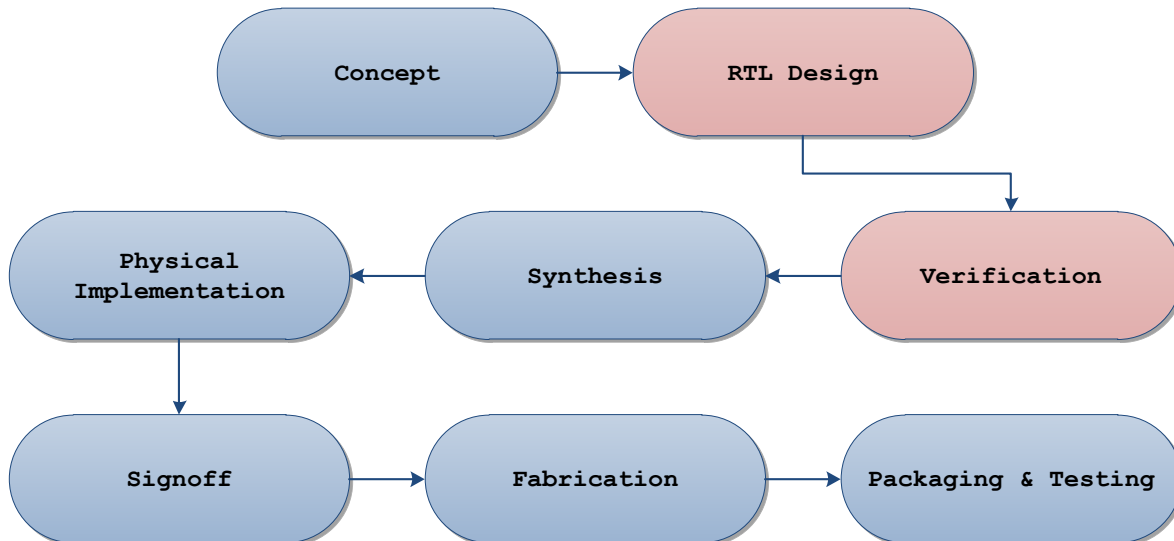 Concept
RTL Design
Physical
Implementation
Synthesis
Verification
Signoff
Fabrication
Packaging & Testing